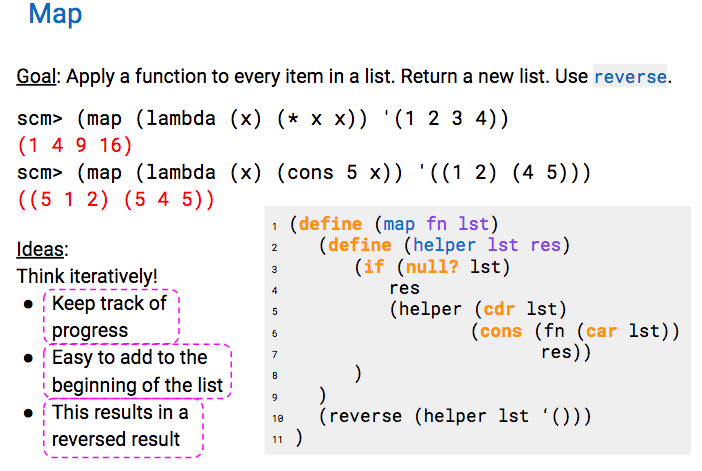 Map
Goal: Apply a function to every item in a list. Return a new list. Use reverse.
scm> (map (lambda (x) (* x x)) '(1 2 3 4))
(1 4 9 16)
scm> (map (lambda (x) (cons 5 x)) '((1 2) (4 5)))
((5 1 2) (5 4 5))
Ideas:
Think iteratively!
● Keep track of
progress
● Easy to add to the
beginning of the list
● This results in a
reversed result
1 (define (map fn lst)
2 (define (helper lst res)
3 (if (null? lst)
4 res
5 (helper (cdr lst)
6 (cons (fn (car lst))
7 res))
8 )
9 )
10 (reverse (helper lst ‘()))
11 )